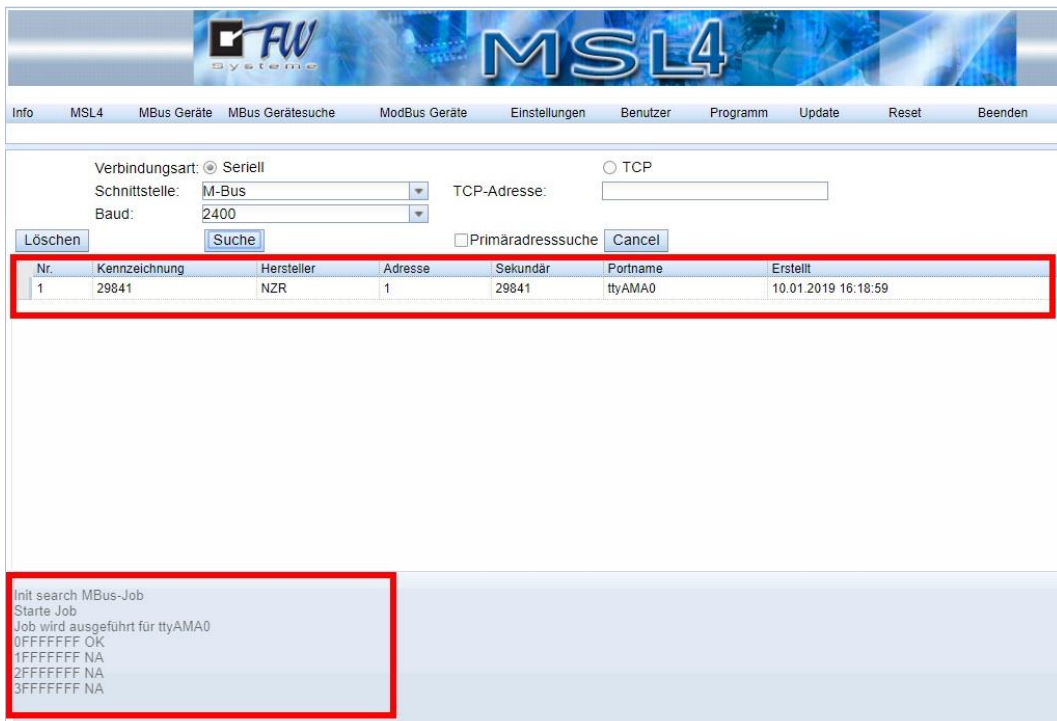 FW
Systeme
MSL4
Info MSL4 MBus Geräte MBus Gerätesuche ModBus Geräte Einstellungen Benutzer Programm Update Reset Beenden
Verbindungsart: Seriell TCP
Schnittstelle: M-Bus TCP-Adresse:
Baud: 2400
Löschen Suche Primäradresssuche Cancel
Nr. Kennzeichnung Hersteller Adresse Sekundär Portname Erstellt
1 29841 NZR 1 29841 ttyAMA0 10.01.2019 16:18:59
Init search MBus-Job
Starte Job
Job wird ausgeführt für ttyAMA0
0FFFFFFF OK
1FFFFFFF NA
2FFFFFFF NA
3FFFFFFF NA